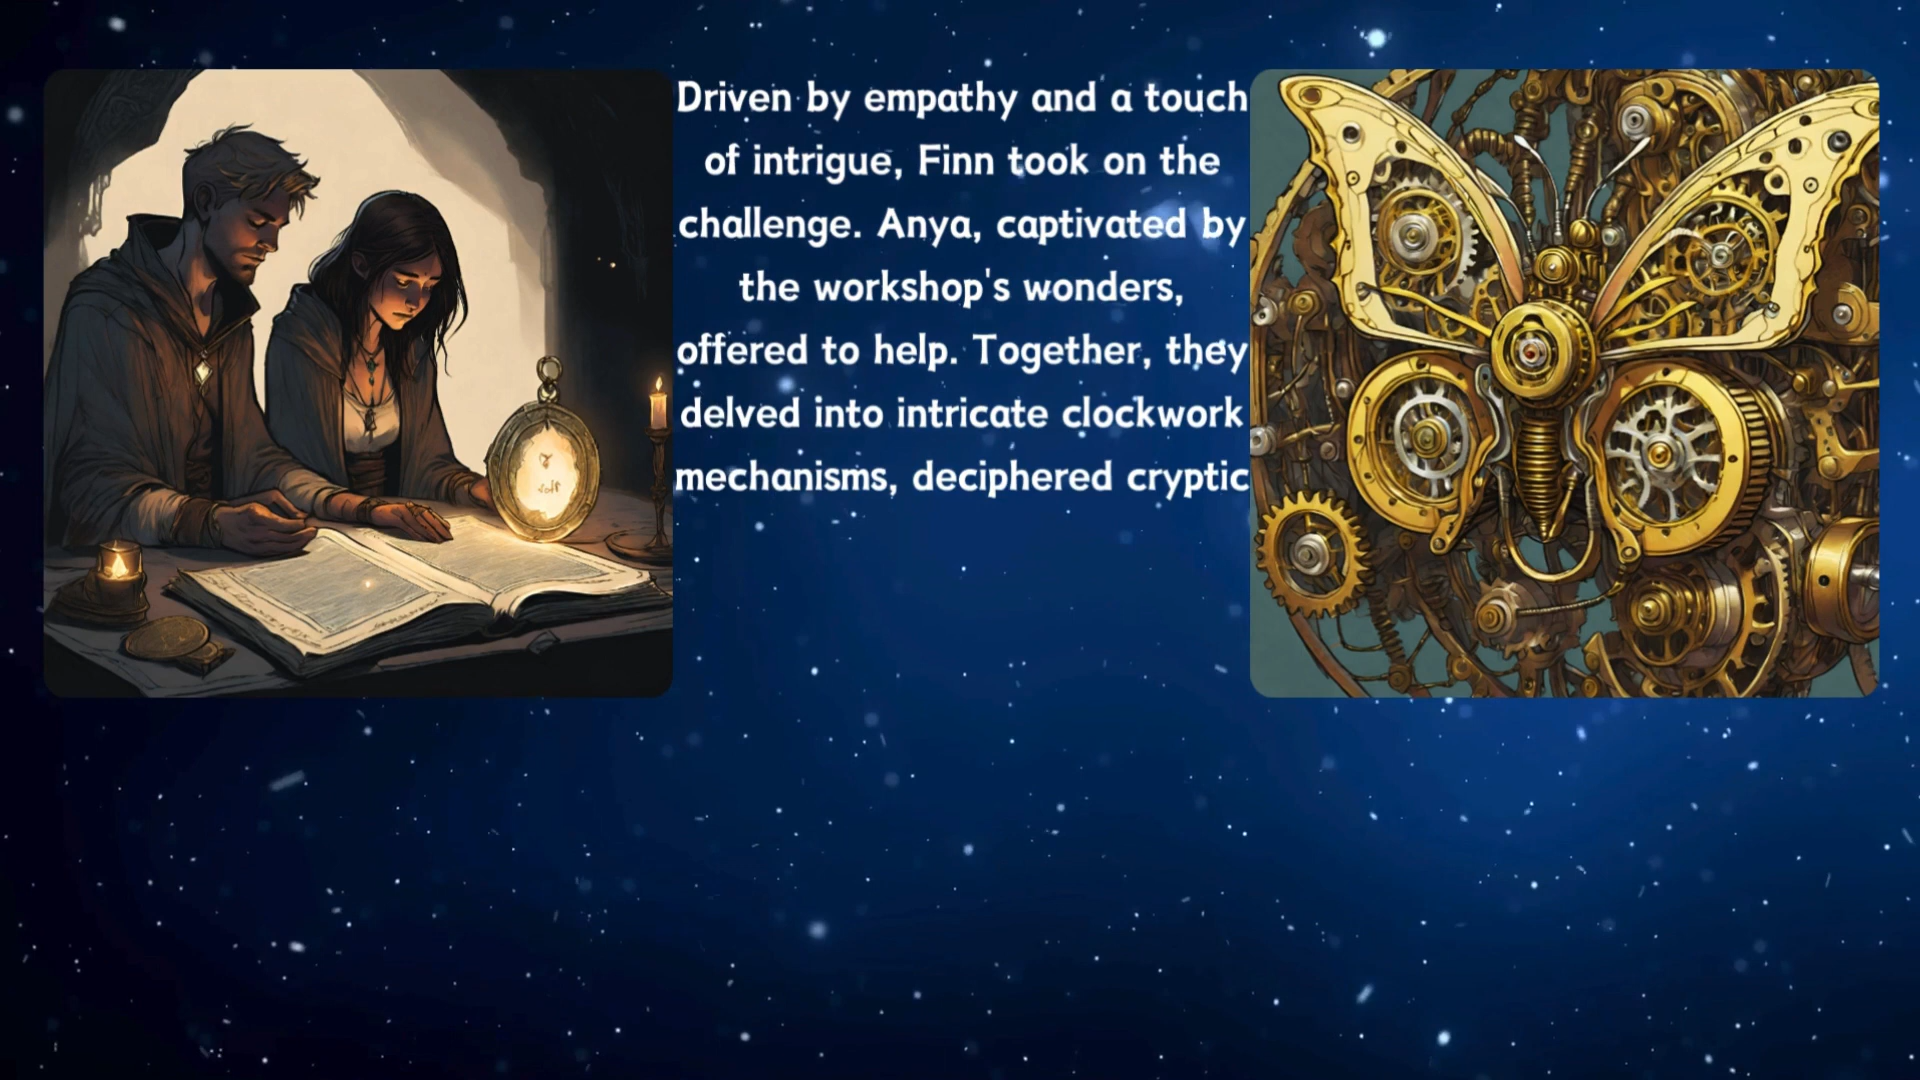 Driven by empathy and a touch
of intrigue, Finn took on the
challenge. Anya, captivated by
the workshop's wonders,
offered to help. Together, they
delved into intricate clockwork
mechanisms, deciphered cryptic